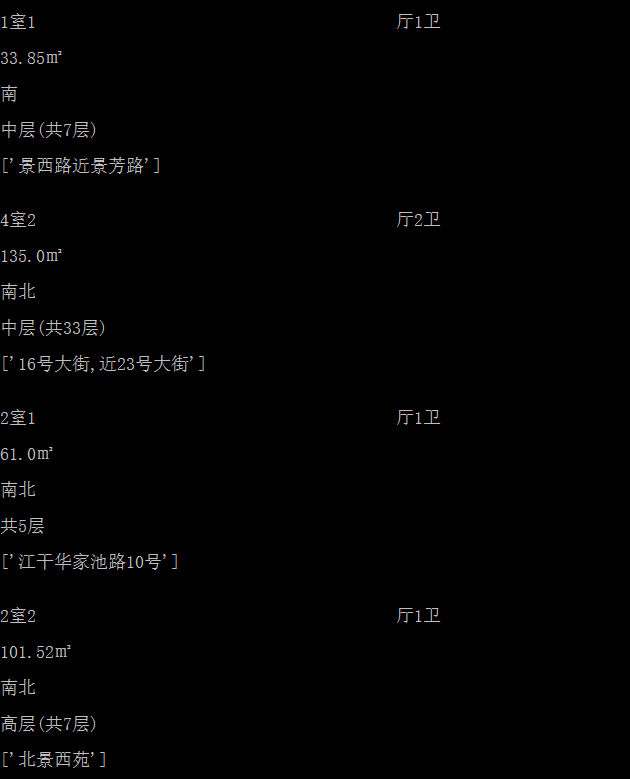 1室1 厅1卫
33.85㎡
南
中层(共7层)
['景西路近景芳路']
4室2 厅2卫
135.0㎡
南北
中层(共33层)
['16号大街,近23号大街']
2室1 厅1卫
61.0㎡
南北
共5层
['江干华家池路10号']
2室2 厅1卫
101.52㎡
南北
高层(共7层)
['北景西苑']